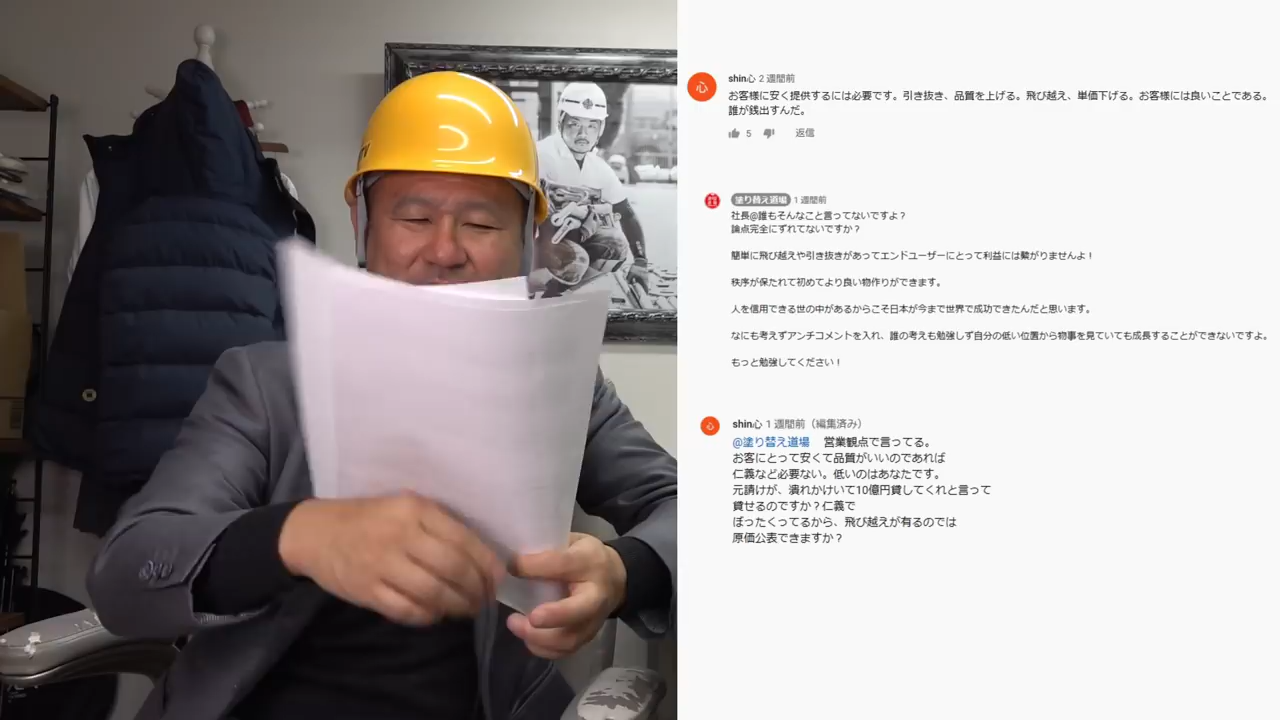 shin心 2 週間前
お客様に安く提供するには必要です。引き抜き、品質を上げる。飛び越え、単価下げる。お客様には良いことである。
誰が銭出すんだ。
5 返信
塗り替え道場 1 週間前
社長@誰もそんなこと言ってないですよ？
論点完全にずれてないですか？
簡単に飛び越えや引き抜きがあってエンドユーザーにとって利益には繋がりませんよ！
秩序が保たれて初めてより良い物作りができます。
人を信用できる世の中があるからこそ日本が今まで世界で成功できたんだと思います。
なにも考えずアンチコメントを入れ、誰の考えも勉強しず自分の低い位置から物事を見ていても成長することができないですよ。
もっと勉強してください！
shin心 1 週間前（編集済み）
@塗り替え道場 営業観点で言ってる。
お客にとって安くて品質がいいのであれば
仁義など必要ない。低いのはあなたです。
元請けが、潰れかけいて10億円貸してくれと言って
貸せるのですか？仁義で
ぼったくってるから、飛び越えが有るのでは
原価公表できますか？